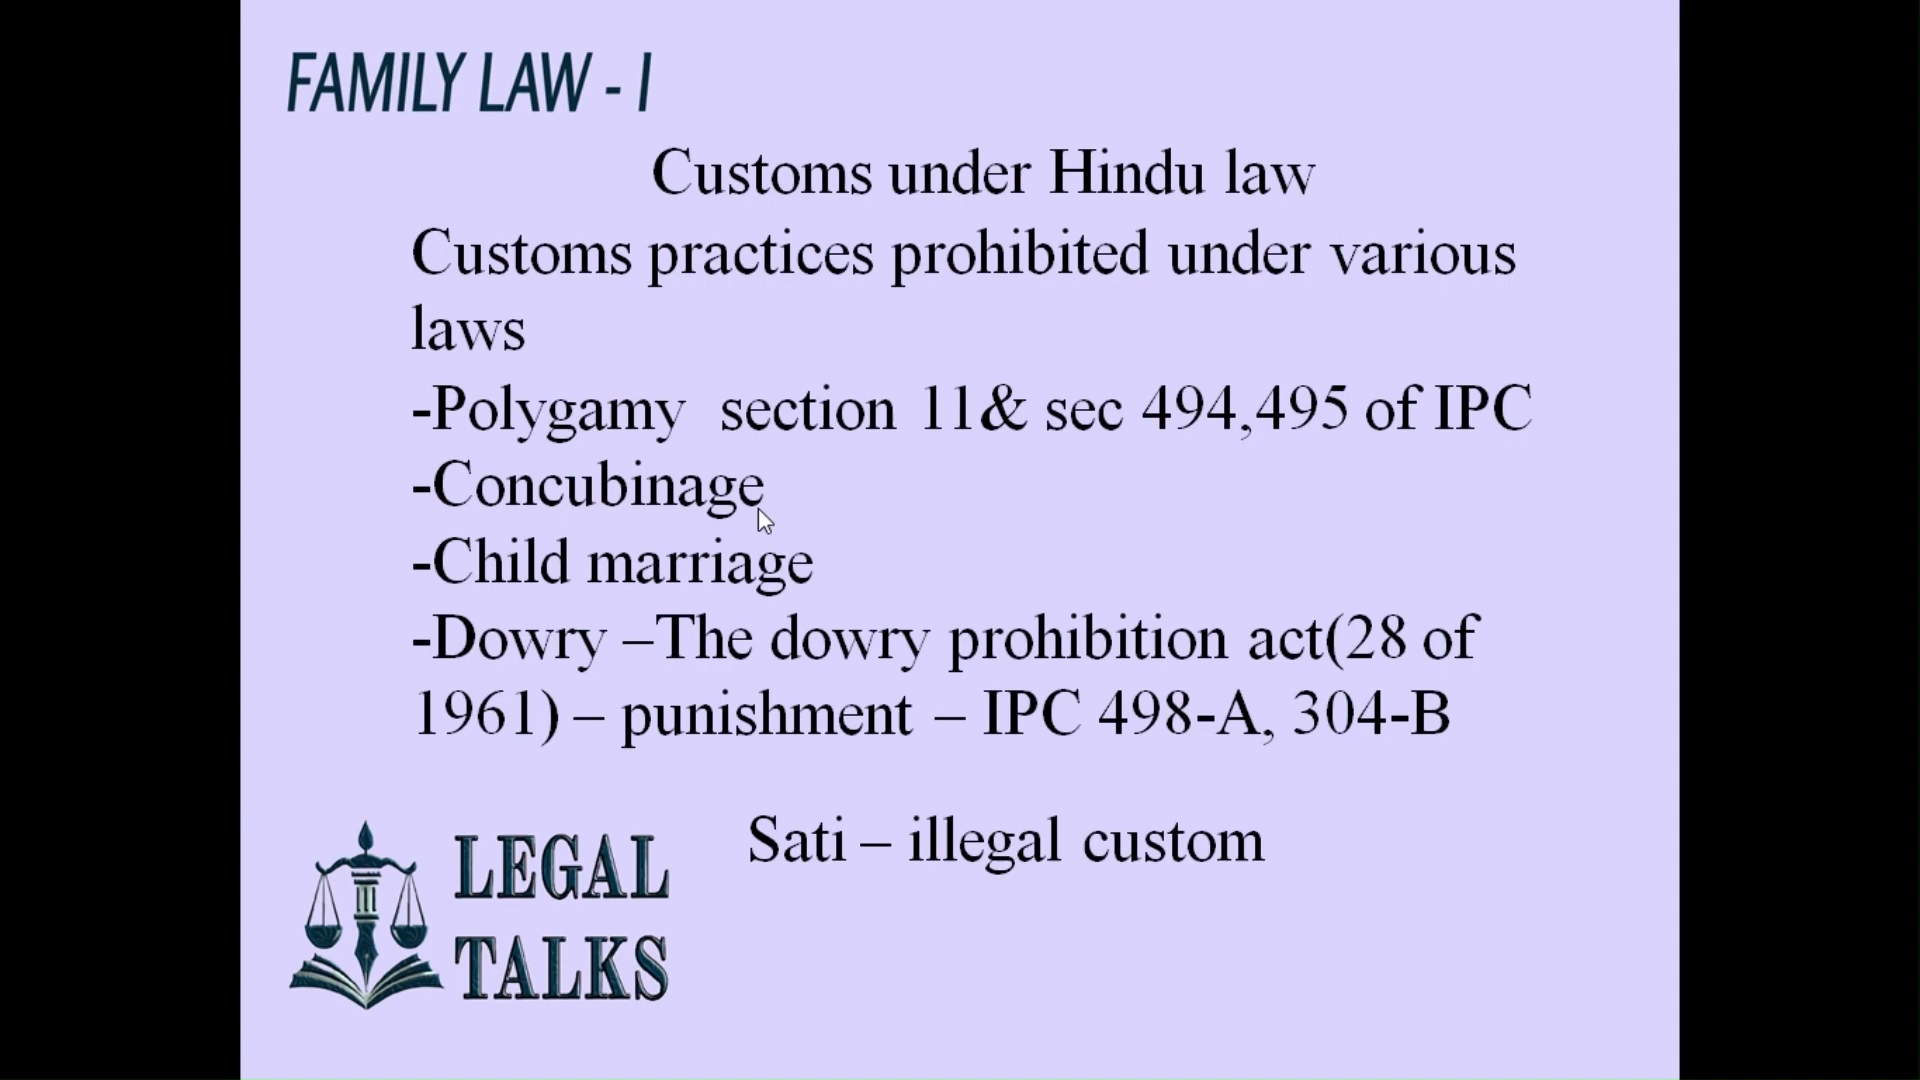 FAMILY LAW - I
Customs under Hindu law
Customs practices prohibited under various
laws
-Polygamy section 11& sec 494,495 of IPC
-Concubinage
-Child marriage
-Dowry –The dowry prohibition act(28 of
1961) – punishment – IPC 498-A, 304-B
Sati – illegal custom
LEGAL
TALKS